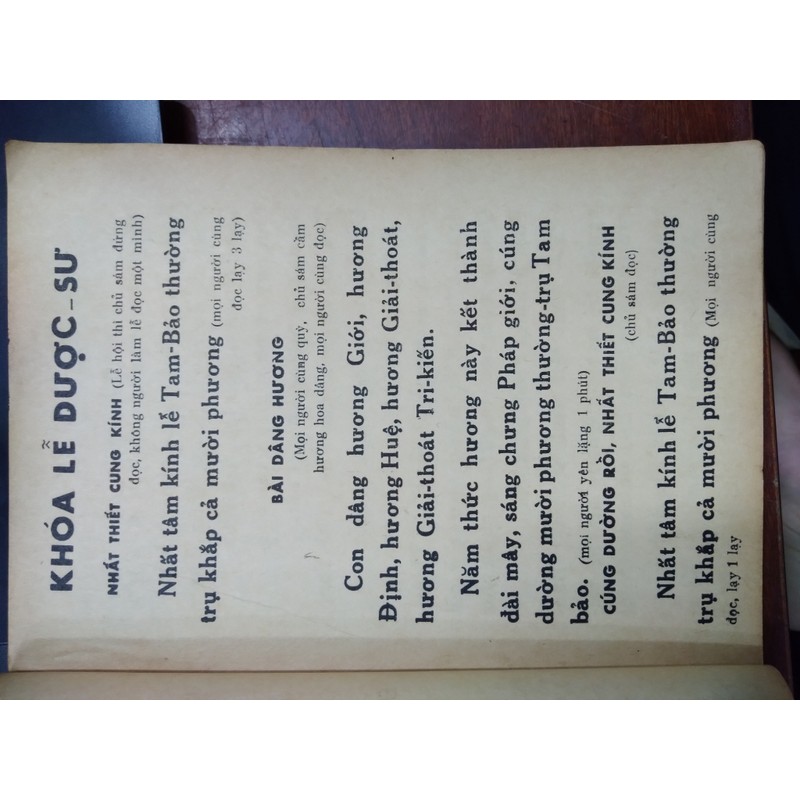 KHÓA LỄ DƯỢC-SƯ
NHẤT THIẾT CUNG KÍNH (Lễ hội thì chủ sám đứng
đọc, không người làm lễ đọc một mình)
Nhất tâm kính lễ Tam-Bảo thường
trụ khắp cả mười phương (mọi người cùng
đọc lạy 3 lạy)
BÀI DÂNG HƯƠNG
(Mọi người cùng quỳ, chủ sám cầm
hương hoa dâng, mọi người cùng đọc)
Con dâng hương Giới, hương
Định, hương Huệ, hương Giải-thoát,
hương Giải-thoát Tri-kiến.
Năm thức hương này kết thành
đài mây, sáng chưng Pháp giới, cúng
dường mười phương thường-trụ Tam
bảo. (mọi người yên lặng 1 phút)
CÚNG DƯỜNG RỒI, NHẤT THIẾT CUNG KÍNH
(chủ sám đọc)
Nhất tâm kính lễ Tam-Bảo thường
trụ khắp cả mười phương (Mọi người cùng
đọc, lạy 1 lạy